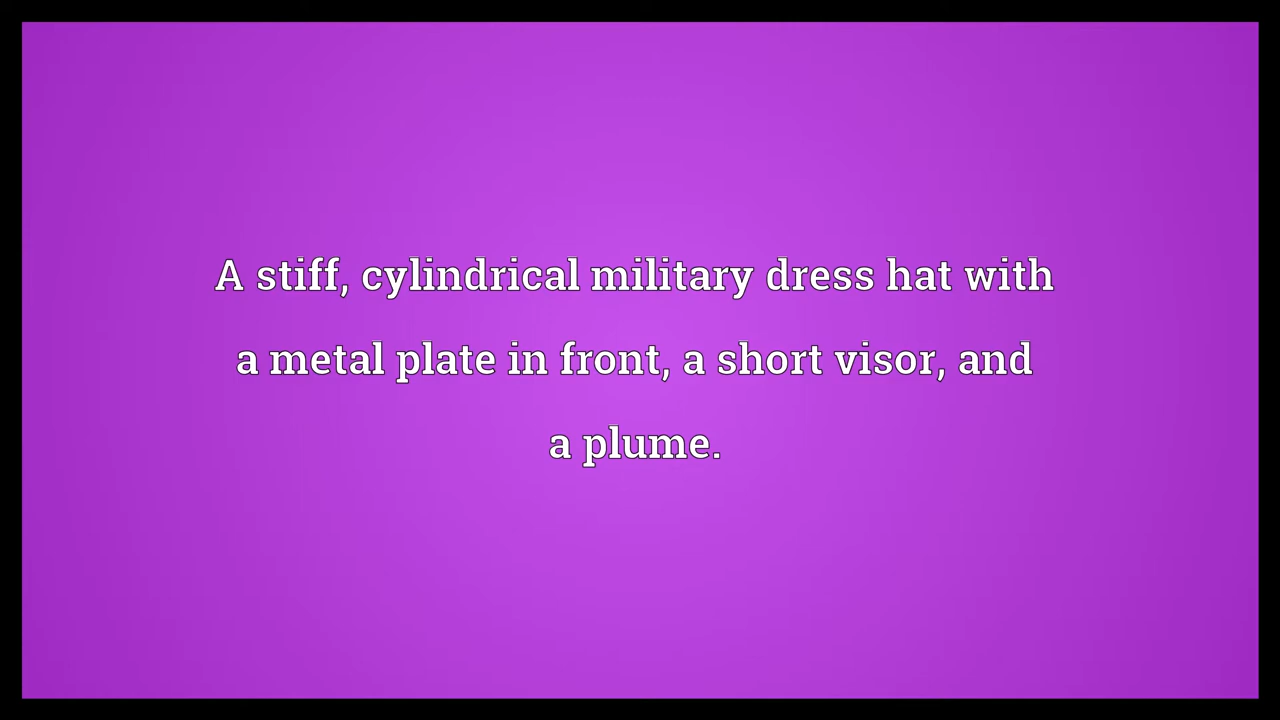 A stiff, cylindrical military dress hat with
a metal plate in front, a short visor, and
a plume.